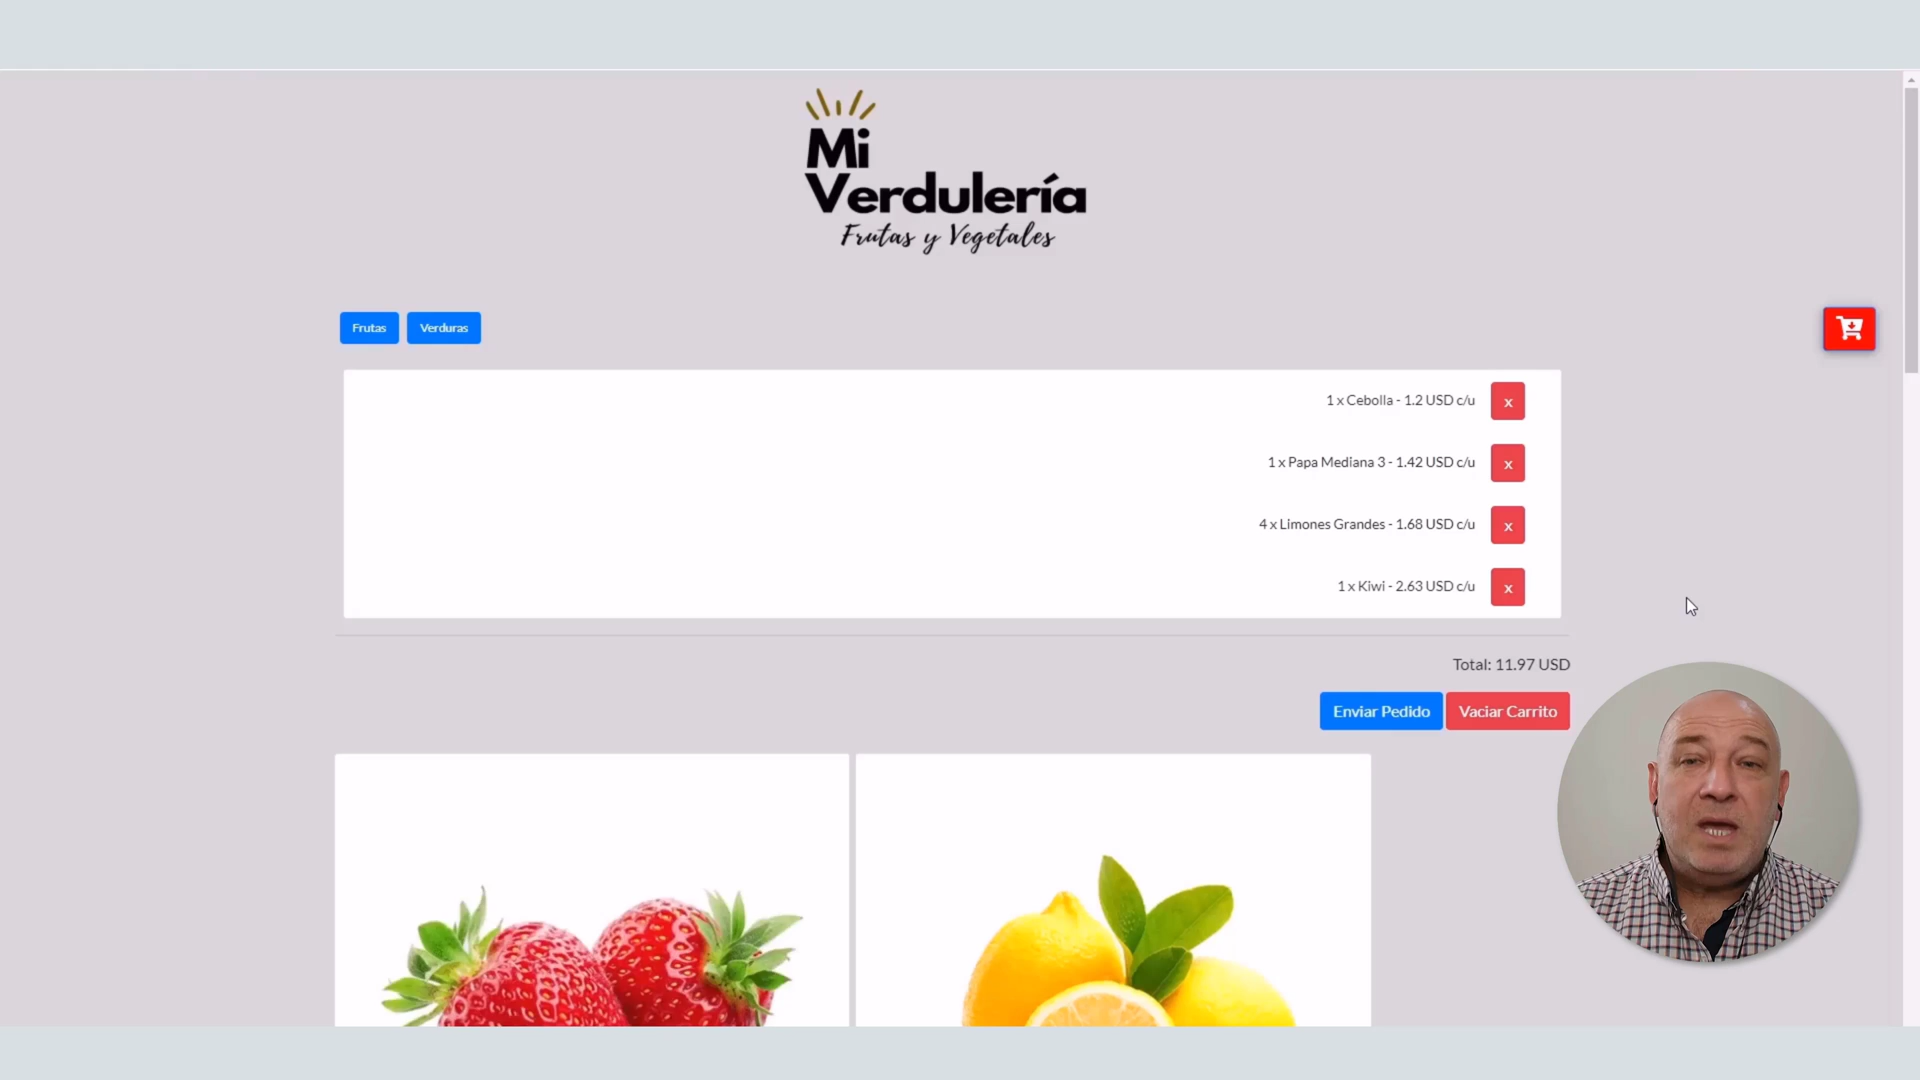 Mi
Verdulería
Frutas y Vegetales
Frutas Verduras
1 x Cebolla - 1.2 USD c/u x
1 x Papa Mediana 3 - 1.42 USD c/u x
4 x Limones Grandes - 1.68 USD c/u x
1 x Kiwi - 2.63 USD c/u x
Total: 11.97 USD
Enviar Pedido Vaciar Carrito